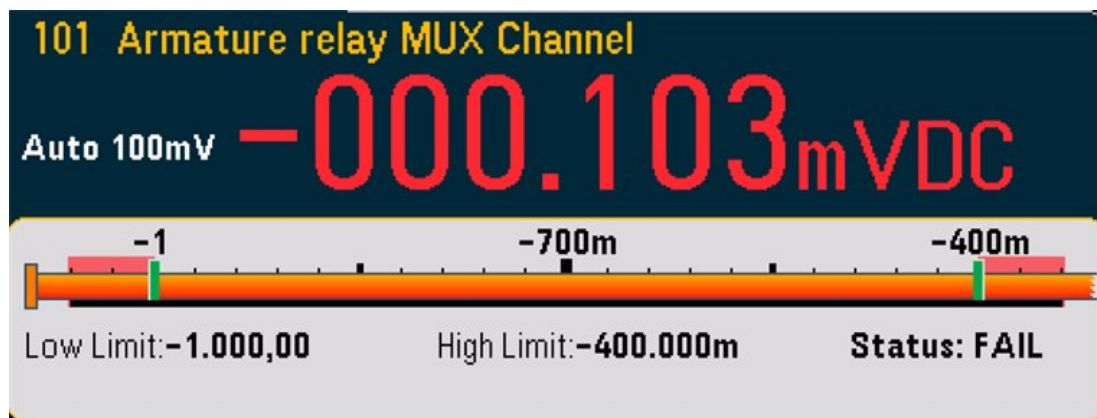 101 Armature relay MUX Channel
Auto 100mV -000.103mVDC
-1 -700m -400m
Low Limit:-1.000,00 High Limit:-400.000m Status: FAIL